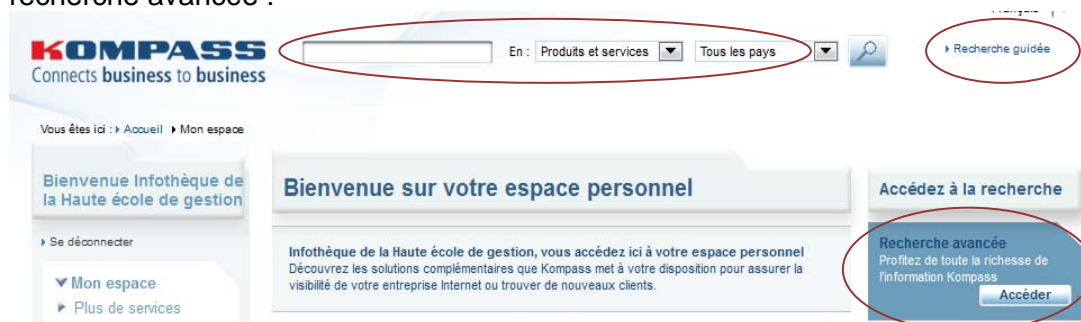 recherche avancée :
Français
KOMPASS
Connects business to business
En : Produits et services Tous les pays
Recherche guidée
Vous êtes ici : Accueil Mon espace
Bienvenue Infothèque de
la Haute école de gestion
Se déconnecter
Mon espace
Plus de services
Bienvenue sur votre espace personnel
Infothèque de la Haute école de gestion, vous accédez ici à votre espace personnel
Découvrez les solutions complémentaires que Kompass met à votre disposition pour assurer la
visibilité de votre entreprise Internet ou trouver de nouveaux clients.
Accédez à la recherche
Recherche avancée
Profitez de toute la richesse de
l'information Kompass
Accéder